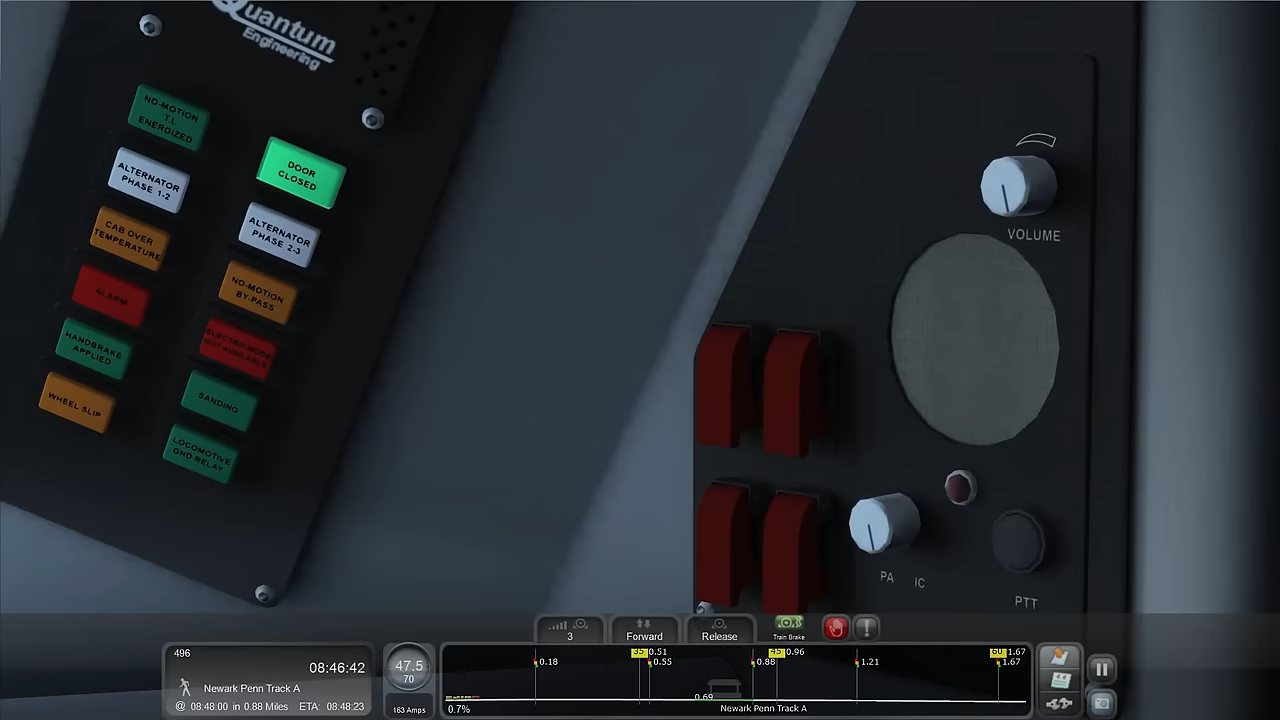 Quantum
Engineering
NO-MOTION
T.L
ENERGIZED
DOOR
CLOSED
ALTERNATOR
PHASE 1-2
ALTERNATOR
PHASE 2-3
CAB OVER
TEMPERATURE
NO-MOTION
BY-PASS
ALARM
ELECTRICMODE
NOT AVAILABLE
HANDBRAKE
APPLIED
SANDING
WHEEL SLIP
LOCOMOTIVE
GND RELAY
VOLUME
PA IC
PTT
3
Forward
Release
Train Brake
496
08:46:42
Newark Penn Track A
@ 08:48:00 in 0.88 Miles ETA:
47.5
70
163 Amps
35 0.51
45 0.96
60 1.67
0.18
0.55
0.88
1.21
1.67
0.69
0.7%
Newark Penn Track A